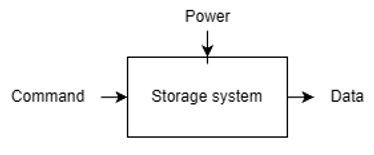 Power
Command
Storage system
Data